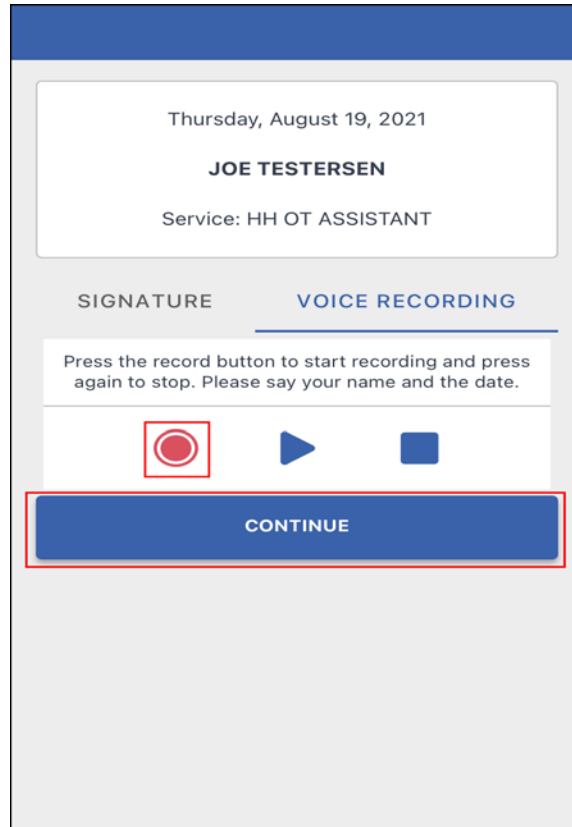 Thursday, August 19, 2021
JOE TESTERSEN
Service: HH OT ASSISTANT
SIGNATURE VOICE RECORDING
Press the record button to start recording and press
again to stop. Please say your name and the date.
CONTINUE